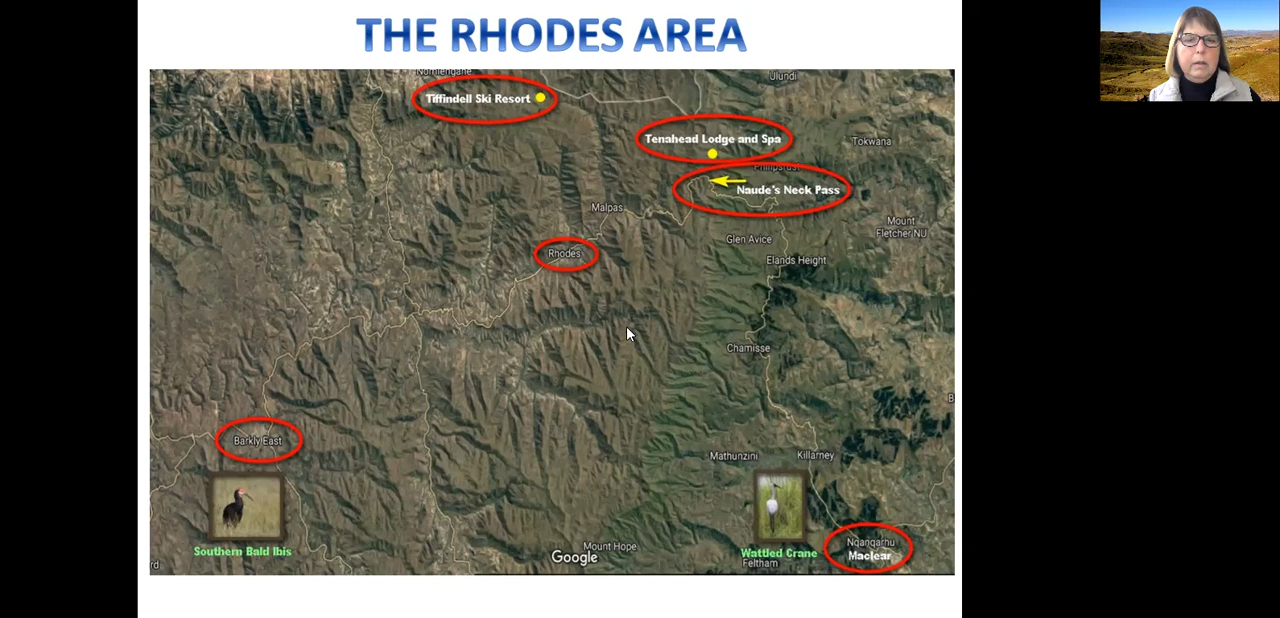 THE RHODES AREA
Nomlengane
Tiffindell Ski Resort
Ulundi
Tenahead Lodge and Spa
Tokwana
Naude's Neck Pass
Malpas
Mount
Fletcher NU
Glen Avice
Rhodes
Elands Height
Chamisse
B
Barkly East
Mathunzini
Killarney
Southern Bald Ibis
Mount Hope
Google
Wattled Crane
Feltham
Nqanqarhu
Maclear
rd